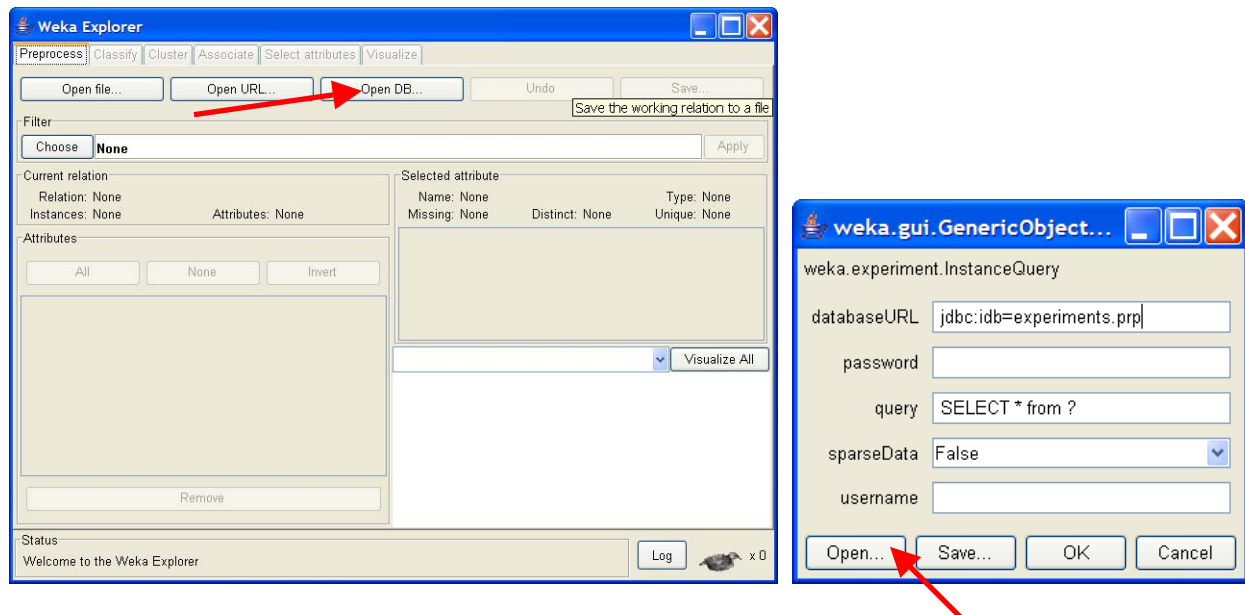 Weka Explorer
Preprocess Classify Cluster Associate Select attributes Visualize
Open file... Open URL... Open DB... Undo Save...
Save the working relation to a file
Filter
Choose None Apply
Current relation
Relation: None
Instances: None Attributes: None
Selected attribute
Name: None Type: None
Missing: None Distinct: None Unique: None
Attributes
All None Invert
Visualize All
Remove
Status
Welcome to the Weka Explorer
Log x 0
weka.gui.GenericObject...
weka.experiment.InstanceQuery
databaseURL jdbc:idb=experiments.prp
password
query SELECT * from ?
sparseData False
username
Open... Save... OK Cancel